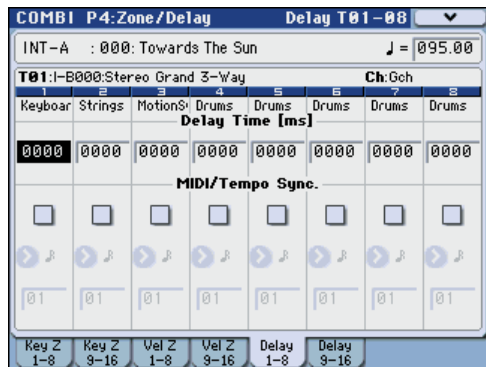 COMBI P4:Zone/Delay Delay T01-08
INT-A :000: Towards The Sun ♩= 095.00
T01:I-B000:Stereo Grand 3-Way Ch:Gch
1 2 3 4 5 6 7 8
Keyboar Strings MotionS Drums Drums Drums Drums Drums
Delay Time [ms]
0000 0000 0000 0000 0000 0000 0000 0000
MIDI/Tempo Sync.
01 01 01 01 01 01 01 01
Key Z Key Z Vel Z Vel Z Delay Delay
1-8 9-16 1-8 9-16 1-8 9-16